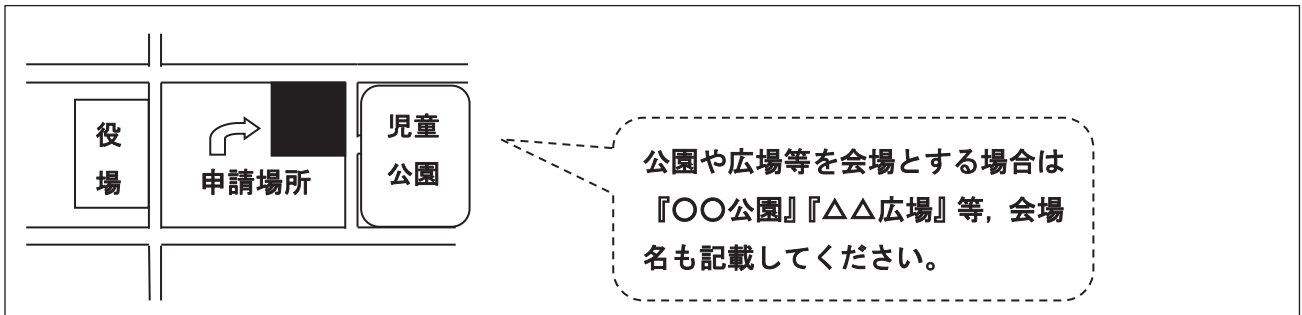 役場
申請場所
児童
公園
公園や広場等を会場とする場合は
『〇〇公園』『△△広場』等，会場
名も記載してください。